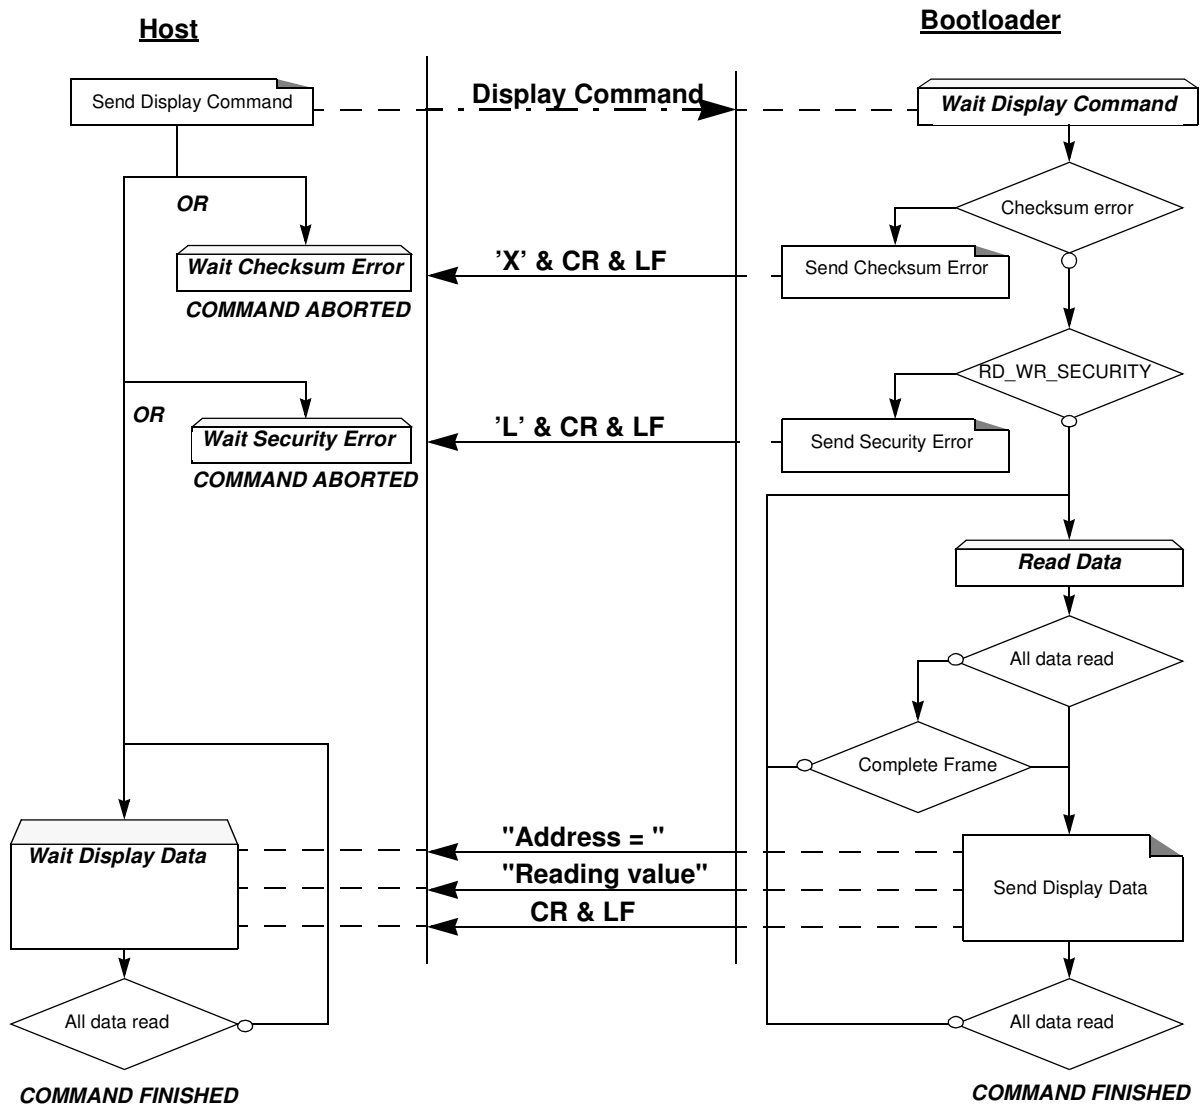 Host
Bootloader
Send Display Command
Display Command
Wait Display Command
OR
Checksum error
Wait Checksum Error
'X' & CR & LF
Send Checksum Error
COMMAND ABORTED
RD_WR_SECURITY
OR
Wait Security Error
'L' & CR & LF
Send Security Error
COMMAND ABORTED
Read Data
All data read
Complete Frame
"Address = "
Wait Display Data
"Reading value"
Send Display Data
CR & LF
All data read
All data read
COMMAND FINISHED
COMMAND FINISHED